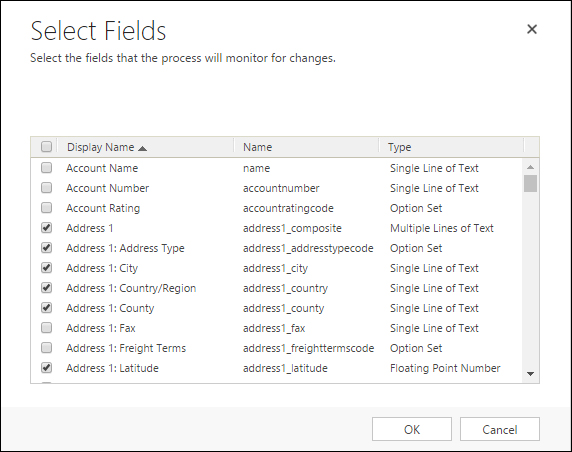 Select Fields
Select the fields that the process will monitor for changes.
Display Name Name Type
Account Name name Single Line of Text
Account Number accountnumber Single Line of Text
Account Rating accountratingcode Option Set
Address 1 address1_composite Multiple Lines of Text
Address 1: Address Type address1_addresstypecode Option Set
Address 1: City address1_city Single Line of Text
Address 1: Country/Region address1_country Single Line of Text
Address 1: County address1_county Single Line of Text
Address 1: Fax address1_fax Single Line of Text
Address 1: Freight Terms address1_freighttermscode Option Set
Address 1: Latitude address1_latitude Floating Point Number
OK Cancel